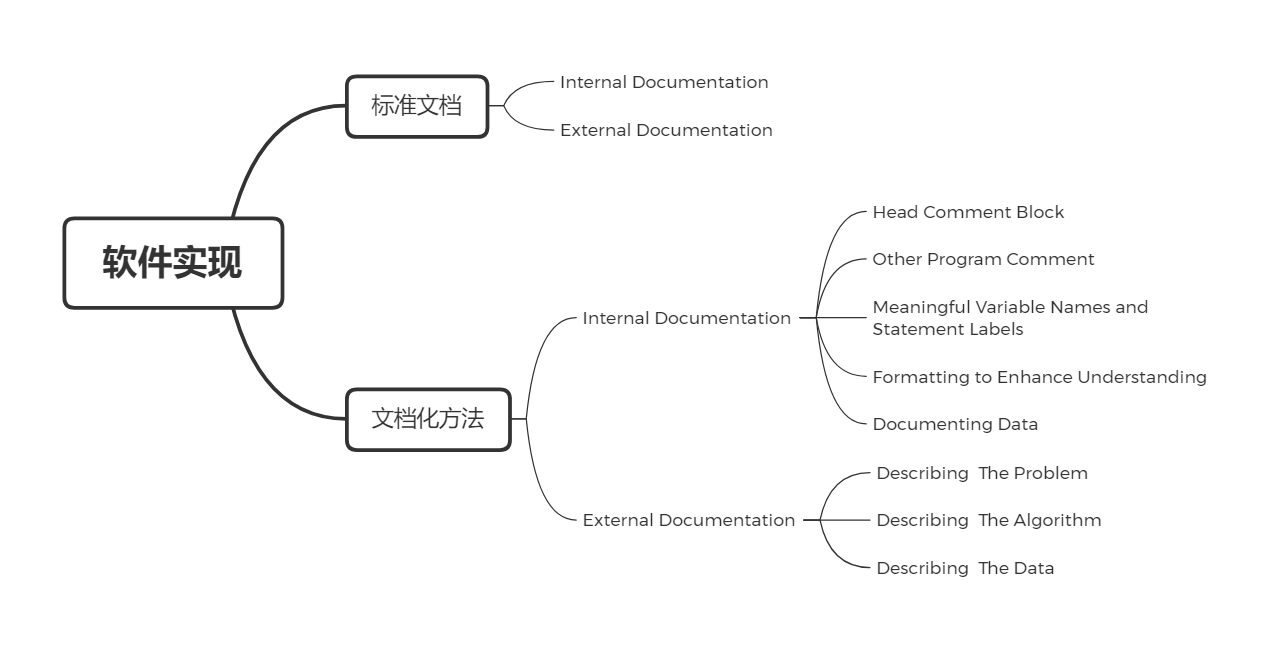 软件实现
标准文档
Internal Documentation
External Documentation
文档化方法
Internal Documentation
Head Comment Block
Other Program Comment
Meaningful Variable Names and
Statement Labels
Formatting to Enhance Understanding
Documenting Data
External Documentation
Describing  The Problem
Describing  The Algorithm
Describing  The Data